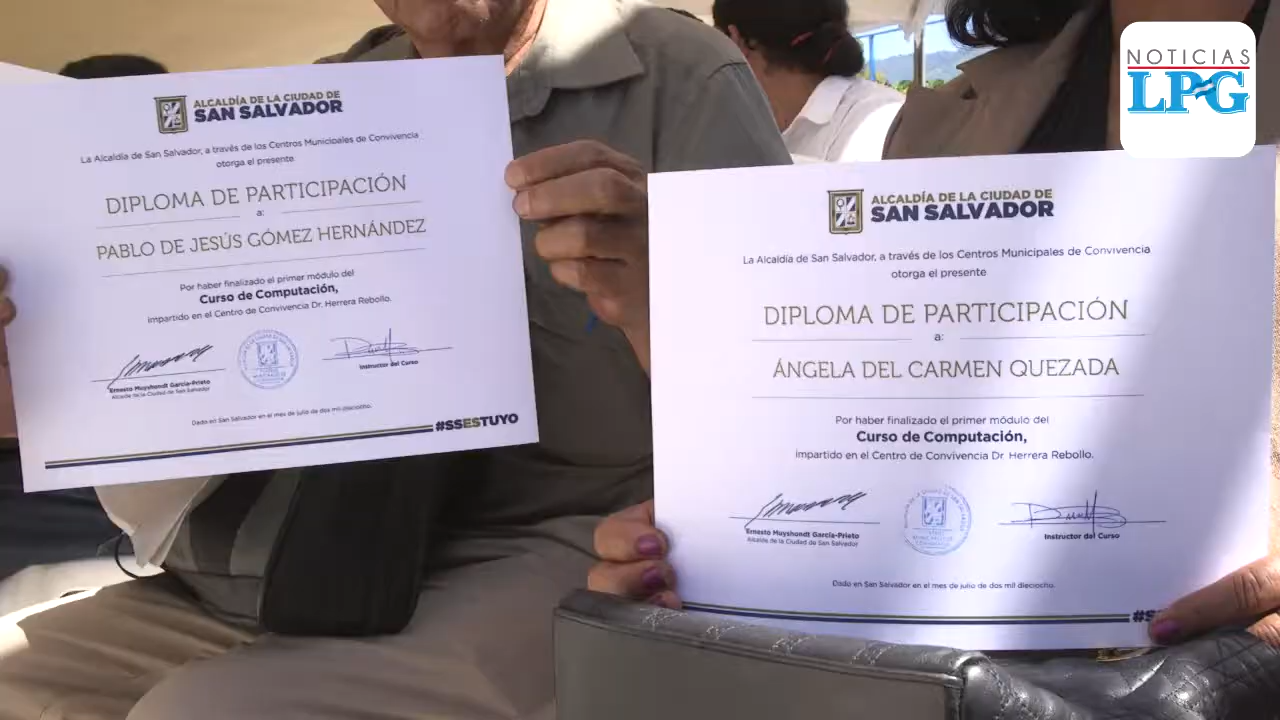 NOTICIAS
LPG
ALCALDÍA DE LA CIUDAD DE
SAN SALVADOR
La Alcaldía de San Salvador, a través de los Centros Municipales de Convivencia
otorga el presente
DIPLOMA DE PARTICIPACIÓN
a:
PABLO DE JESÚS GÓMEZ HERNÁNDEZ
Por haber finalizado el primer módulo del
Curso de Computación,
impartido en el Centro de Convivencia Dr. Herrera Rebollo.
Ernesto Muyshondt García-Prieto
Alcalde de la Ciudad de San Salvador
Instructor del Curso
Dado en San Salvador en el mes de julio de dos mil dieciocho.
#SSESTUYO
ALCALDÍA DE LA CIUDAD DE
SAN SALVADOR
La Alcaldía de San Salvador, a través de los Centros Municipales de Convivencia
otorga el presente
DIPLOMA DE PARTICIPACIÓN
a:
ÁNGELA DEL CARMEN QUEZADA
Por haber finalizado el primer módulo del
Curso de Computación,
impartido en el Centro de Convivencia Dr. Herrera Rebollo.
Ernesto Muyshondt García-Prieto
Alcalde de la Ciudad de San Salvador
Instructor del Curso
Dado en San Salvador en el mes de julio de dos mil dieciocho.